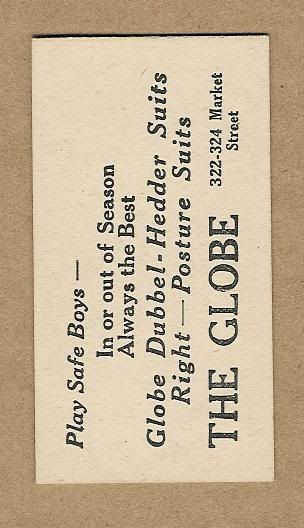 Play Safe Boys —
In or out of Season
Always the Best
Globe Dubbel-Hedder Suits
Right — Posture Suits
THE GLOBE 322-324 Market
Street